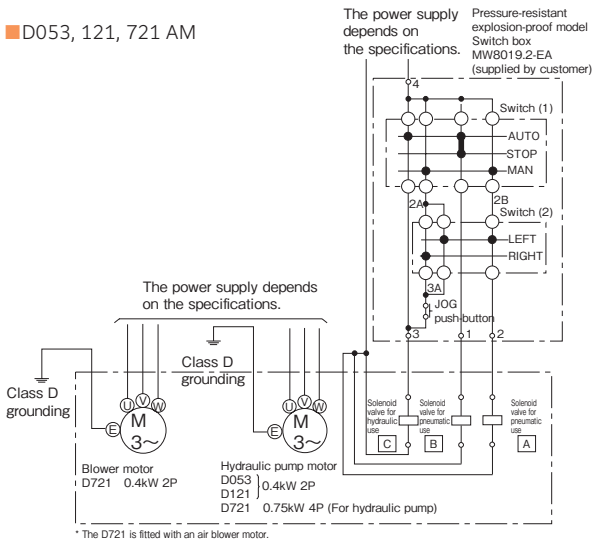 ■D053, 121, 721 AM
The power supply
depends on
the specifications.
Pressure-resistant
explosion-proof model
Switch box
MW8019.2-EA
(supplied by customer)
4
Switch (1)
AUTO
STOP
MAN
2A
2B
Switch (2)
LEFT
RIGHT
3A
JOG
push-button
3
1
2
The power supply depends
on the specifications.
Class D
grounding
Class D
grounding
U V W
E
M
3~
U V W
E
M
3~
Solenoid
valve for
hydraulic
use
C
Solenoid
valve for
pneumatic
use
B
Solenoid
valve for
pneumatic
use
A
Blower motor
D721 0.4kW 2P
Hydraulic pump motor
D053
D121
0.4kW 2P
D721 0.75kW 4P (For hydraulic pump)
* The D721 is fitted with an air blower motor.